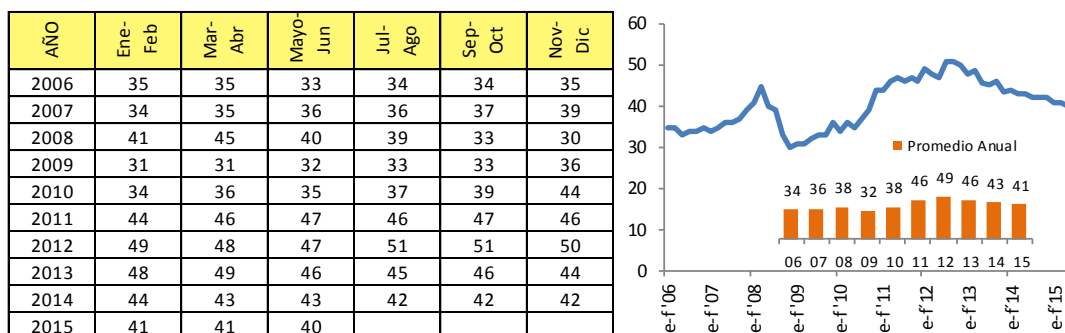 AÑO Ene-Feb Mar-Abr Mayo-Jun Jul-Ago Sep-Oct Nov-Dic
2006 35 35 33 34 34 35
2007 34 35 36 36 37 39
2008 41 45 40 39 33 30
2009 31 31 32 33 33 36
2010 34 36 35 37 39 44
2011 44 46 47 46 47 46
2012 49 48 47 51 51 50
2013 48 49 46 45 46 44
2014 44 43 43 42 42 42
2015 41 41 40
60
50
40
30
20
10
0
Promedio Anual
34 36 38 32 38 46 49 46 43 41
06 07 08 09 10 11 12 13 14 15
e-f'06 e-f'07 e-f'08 e-f'09 e-f'10 e-f'11 e-f'12 e-f'13 e-f'14 e-f'15